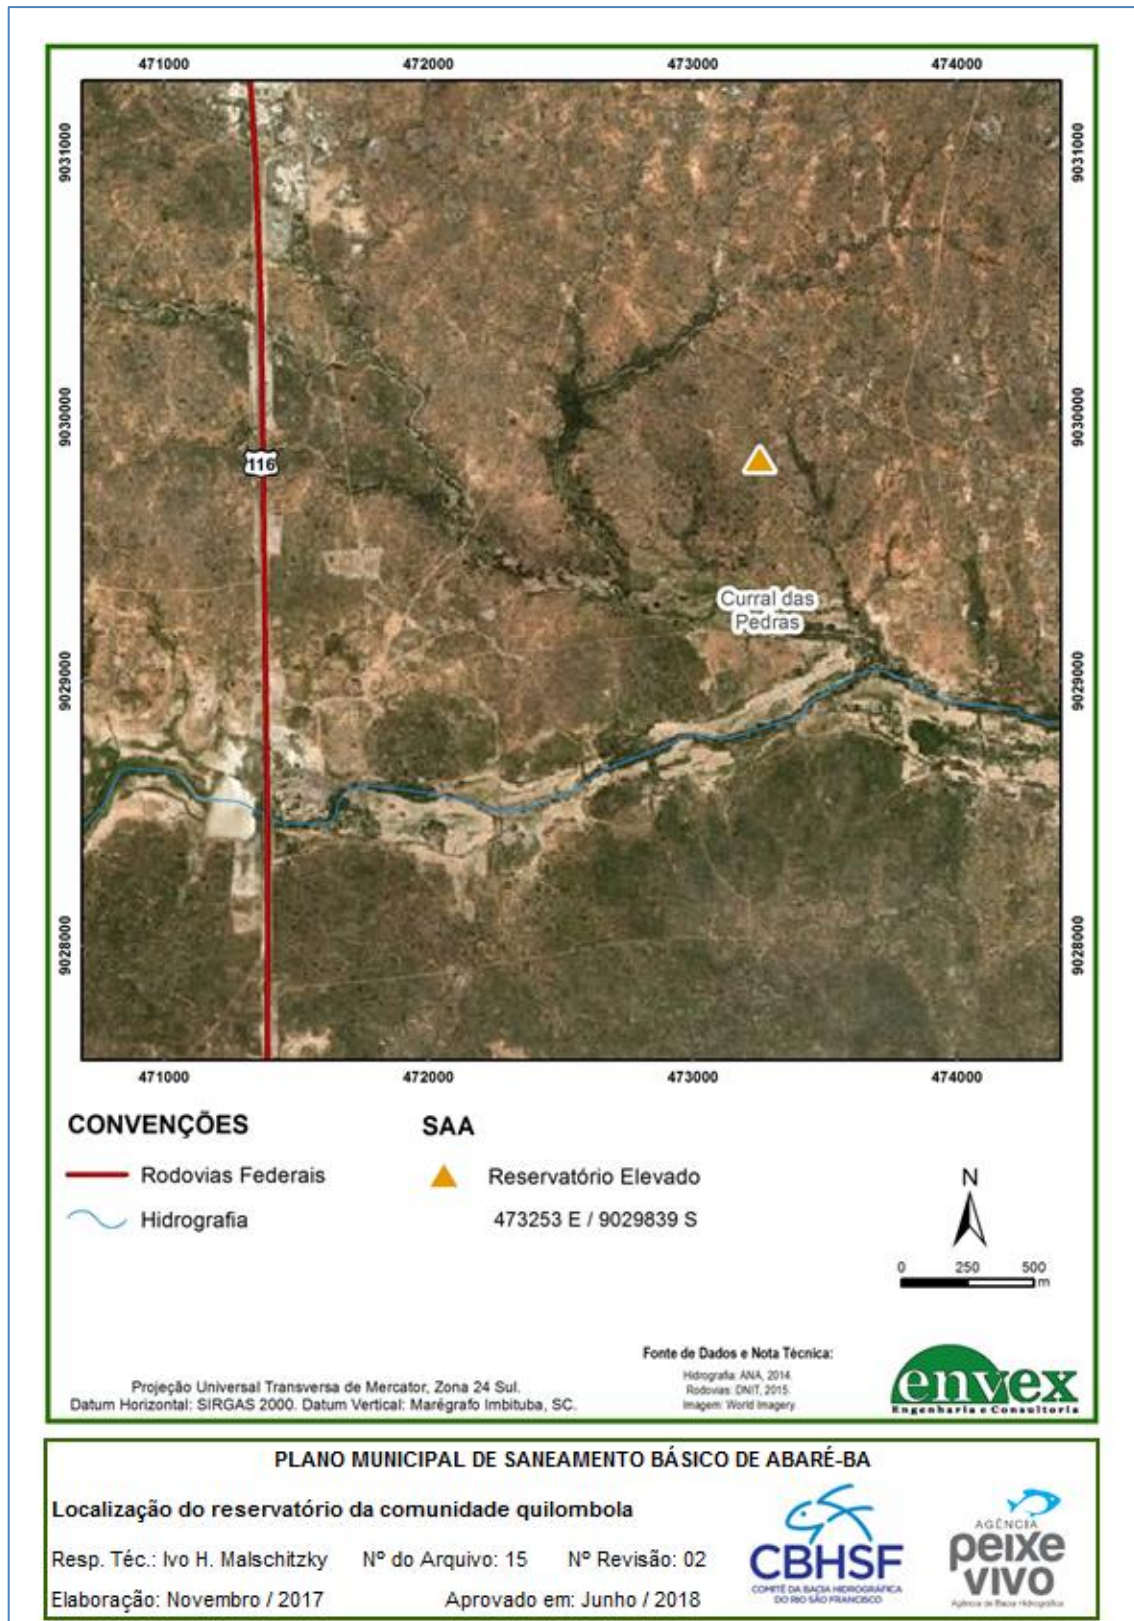 471000 472000 473000 474000
9031000 9031000
9030000 9030000
116
Curral das
Pedras
9029000 9029000
9028000 9028000
471000 472000 473000 474000
CONVENÇÕES SAA
Rodovias Federais Reservatório Elevado
Hidrografia 473253 E / 9029839 S
N
0 250 500
m
Fonte de Dados e Nota Técnica:
Hidrografia: ANA, 2014.
Rodovias: DNIT, 2015.
Imagem: World Imagery
Projeção Universal Transversa de Mercator, Zona 24 Sul.
Datum Horizontal: SIRGAS 2000. Datum Vertical: Marégrafo Imbituba, SC.
envex
Engenharia e Consultoria
PLANO MUNICIPAL DE SANEAMENTO BÁSICO DE ABARÉ-BA
Localização do reservatório da comunidade quilombola
Resp. Téc.: Ivo H. Malschitzky Nº do Arquivo: 15 Nº Revisão: 02
Elaboração: Novembro / 2017 Aprovado em: Junho / 2018
CBHSF
COMITÊ DA BACIA HIDROGRÁFICA
DO RIO SÃO FRANCISCO
AGÊNCIA
peixe
vivo
Agência de Bacia Hidrográfica